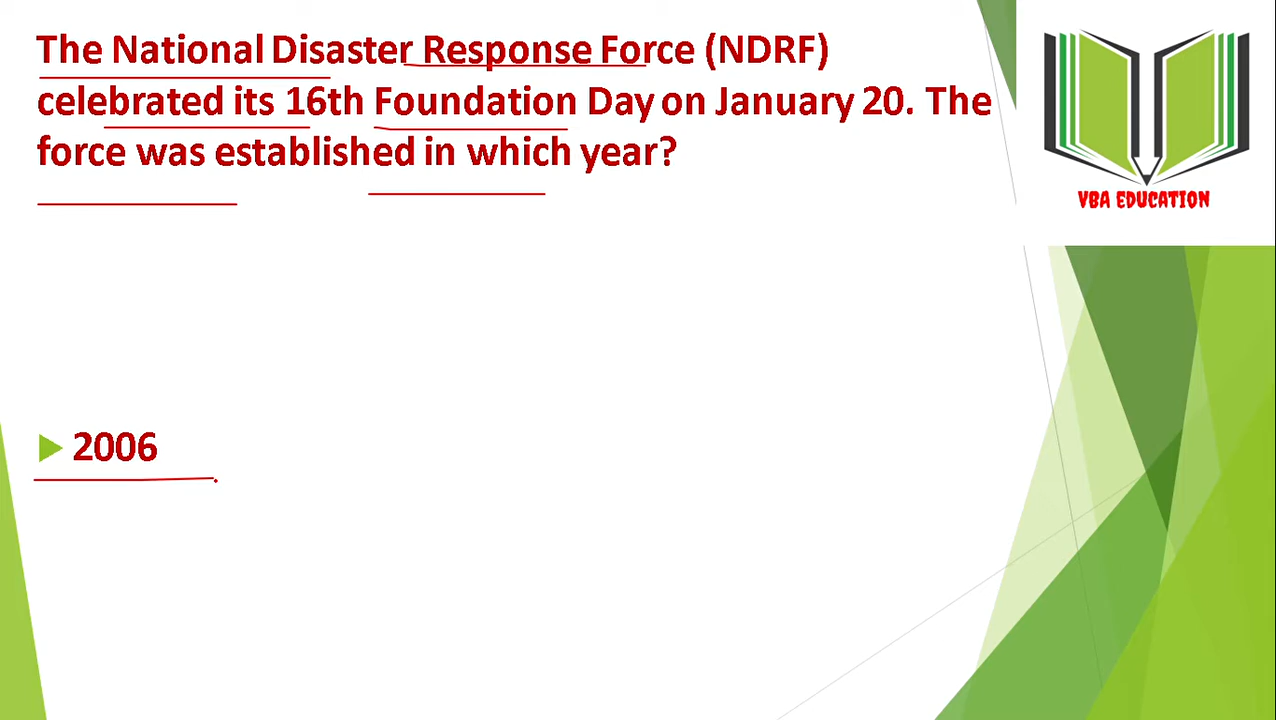 The National Disaster Response Force (NDRF)
celebrated its 16th Foundation Day on January 20. The
force was established in which year?
VBA EDUCATION
2006